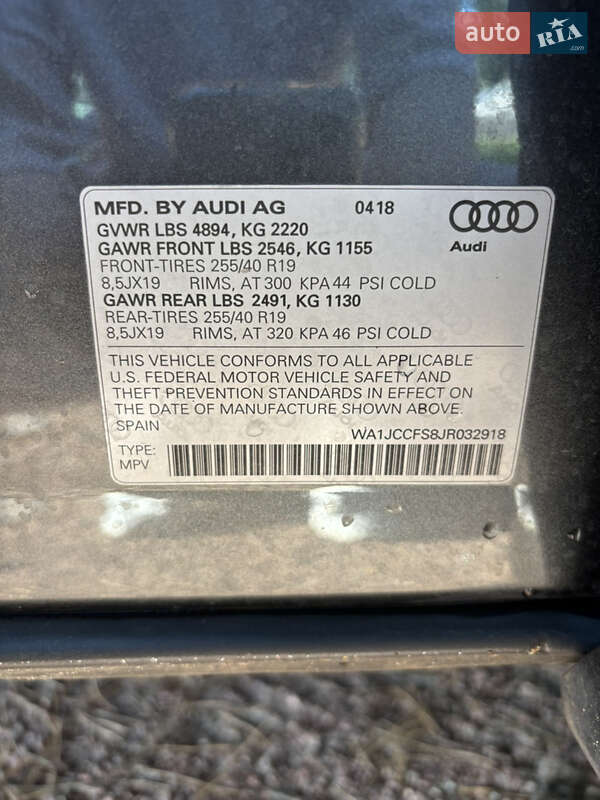 auto RIA .com
MFD. BY AUDI AG 0418
GVWR LBS 4894, KG 2220
GAWR FRONT LBS 2546, KG 1155
Audi
FRONT-TIRES 255/40 R19
8,5JX19 RIMS, AT 300 KPA 44 PSI COLD
GAWR REAR LBS 2491, KG 1130
REAR-TIRES 255/40 R19
8,5JX19 RIMS, AT 320 KPA 46 PSI COLD
THIS VEHICLE CONFORMS TO ALL APPLICABLE
U.S. FEDERAL MOTOR VEHICLE SAFETY AND
THEFT PREVENTION STANDARDS IN EFFECT ON
THE DATE OF MANUFACTURE SHOWN ABOVE.
SPAIN WA1JCCFS8JR032918
TYPE:
MPV